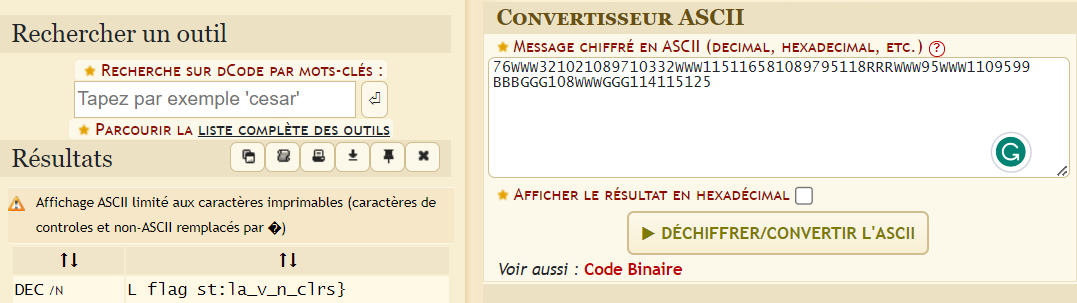 Rechercher un outil
★ Recherche sur dCode par mots-clés :
Tapez par exemple 'cesar'
★ Parcourir la liste complète des outils
Résultats
Affichage ASCII limité aux caractères imprimables (caractères de
controles et non-ASCII remplacés par �)
↑↓ ↑↓
DEC /N L flag st:la_v_n_clrs}
Convertisseur ASCII
★ Message chiffré en ASCII (decimal, hexadecimal, etc.) (?)
76WWW32102108971033​2WWW115116581089795118RRRWWW95WWW1109599
BBBGGG108WWWGGG114115125
★ Afficher le résultat en hexadécimal
▶ DÉCHIFFRER/CONVERTIR L'ASCII
Voir aussi : Code Binaire